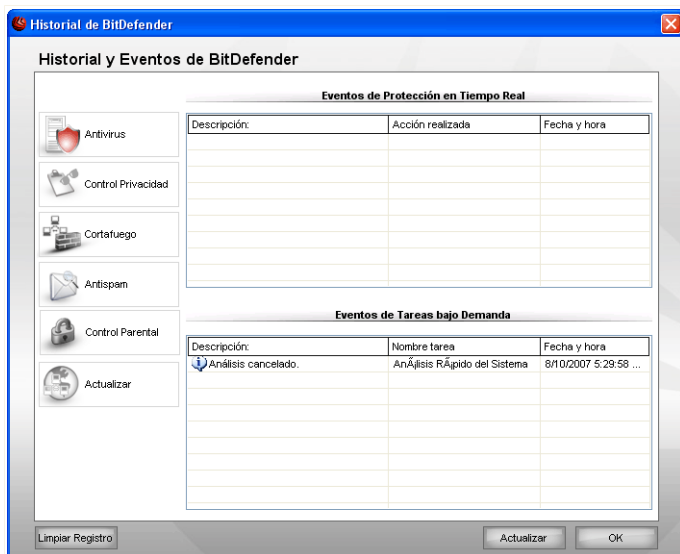 Historial de BitDefender
Historial y Eventos de BitDefender
Antivirus
Control Privacidad
Cortafuego
Antispam
Control Parental
Actualizar
Eventos de Protección en Tiempo Real
Descripción: Acción realizada Fecha y hora
Eventos de Tareas bajo Demanda
Descripción: Nombre tarea Fecha y hora
Análisis cancelado. AnÃ¡lisis RÃ¡pido del Sistema 8/10/2007 5:29:58 ...
Limpiar Registro Actualizar OK